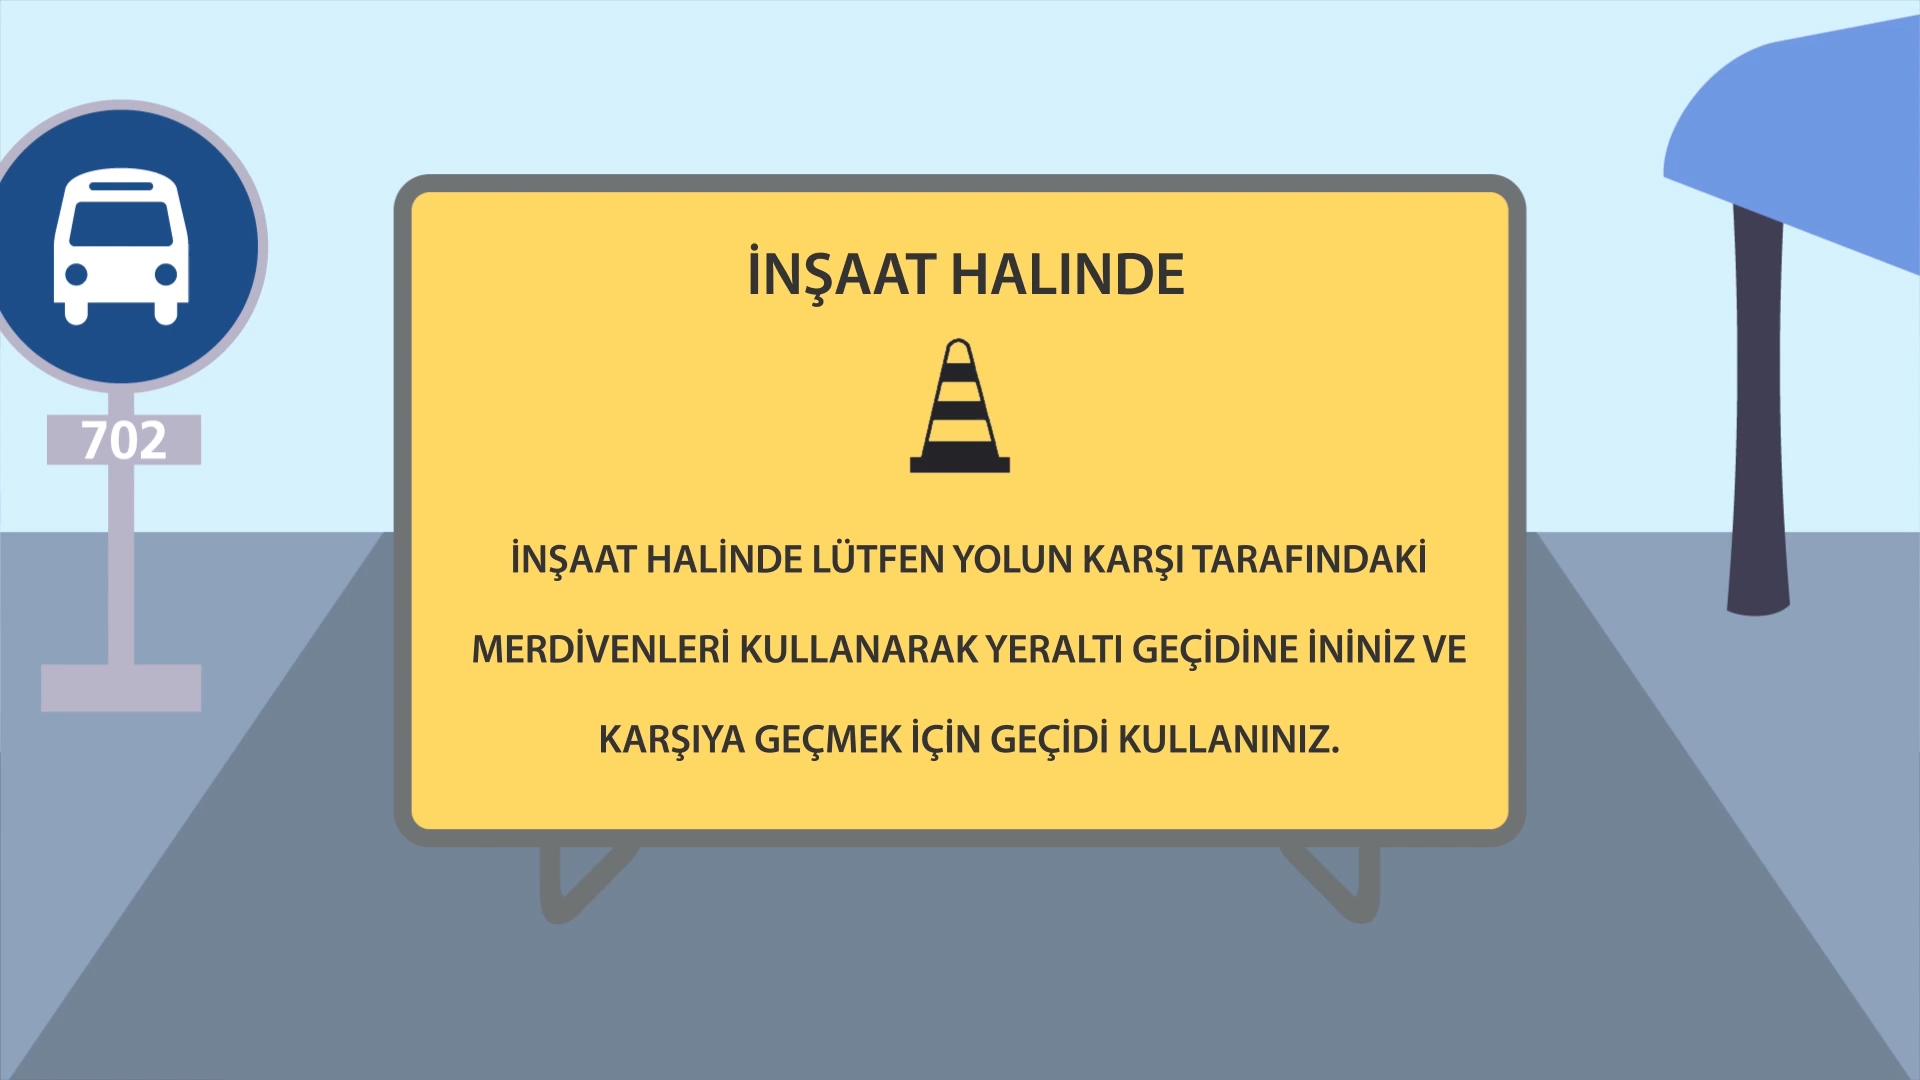 702
İNŞAAT HALINDE
İNŞAAT HALİNDE LÜTFEN YOLUN KARŞI TARAFINDAKİ
MERDİVENLERİ KULLANARAK YERALTI GEÇİDİNE İNİNİZ VE
KARŞIYA GEÇMEK İÇİN GEÇİDİ KULLANINIZ.